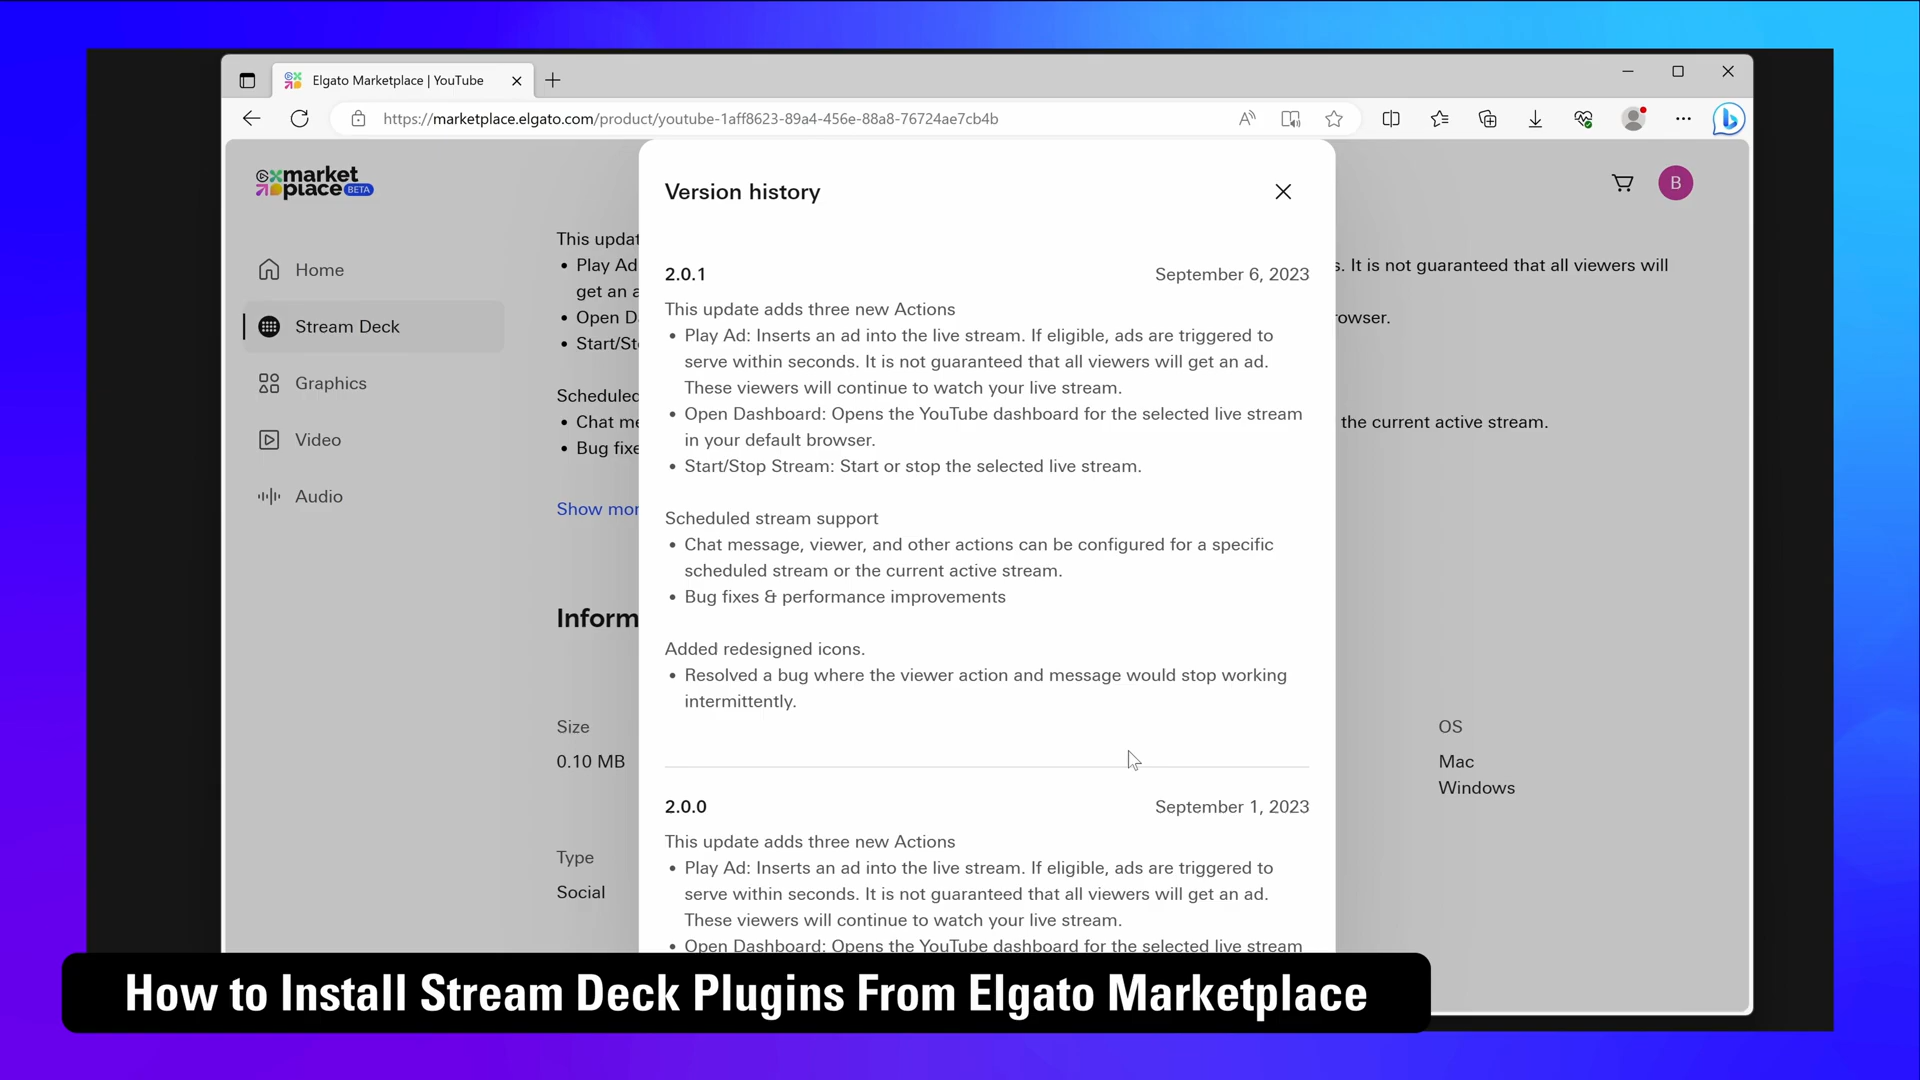 Elgato Marketplace | YouTube
https://marketplace.elgato.com/product/youtube-1aff8623-89a4-456e-88a8-76724ae7cb4b
market
place BETA
B
Home
Stream Deck
Graphics
Video
Audio
This updat
• Play Ad
s. It is not guaranteed that all viewers will
get an a
• Open D
owser.
• Start/St
Scheduled
• Chat me
the current active stream.
• Bug fixe
Show mor
Inform
Size
0.10 MB
Type
Social
OS
Mac
Windows
Version history
2.0.1
September 6, 2023
This update adds three new Actions
• Play Ad: Inserts an ad into the live stream. If eligible, ads are triggered to
serve within seconds. It is not guaranteed that all viewers will get an ad.
These viewers will continue to watch your live stream.
• Open Dashboard: Opens the YouTube dashboard for the selected live stream
in your default browser.
• Start/Stop Stream: Start or stop the selected live stream.
Scheduled stream support
• Chat message, viewer, and other actions can be configured for a specific
scheduled stream or the current active stream.
• Bug fixes & performance improvements
Added redesigned icons.
• Resolved a bug where the viewer action and message would stop working
intermittently.
2.0.0
September 1, 2023
This update adds three new Actions
• Play Ad: Inserts an ad into the live stream. If eligible, ads are triggered to
serve within seconds. It is not guaranteed that all viewers will get an ad.
These viewers will continue to watch your live stream.
• Open Dashboard: Opens the YouTube dashboard for the selected live stream
How to Install Stream Deck Plugins From Elgato Marketplace